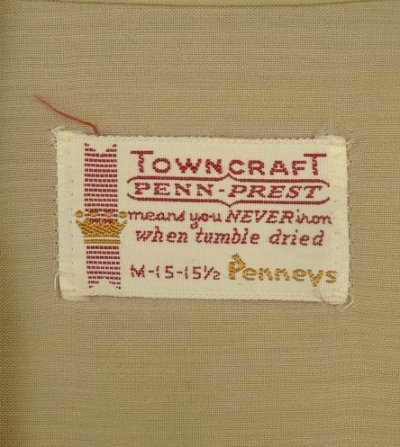 TOWNCRAFT
PENN-PREST
means you NEVER iron
when tumble dried
M-15-15½ Penneys